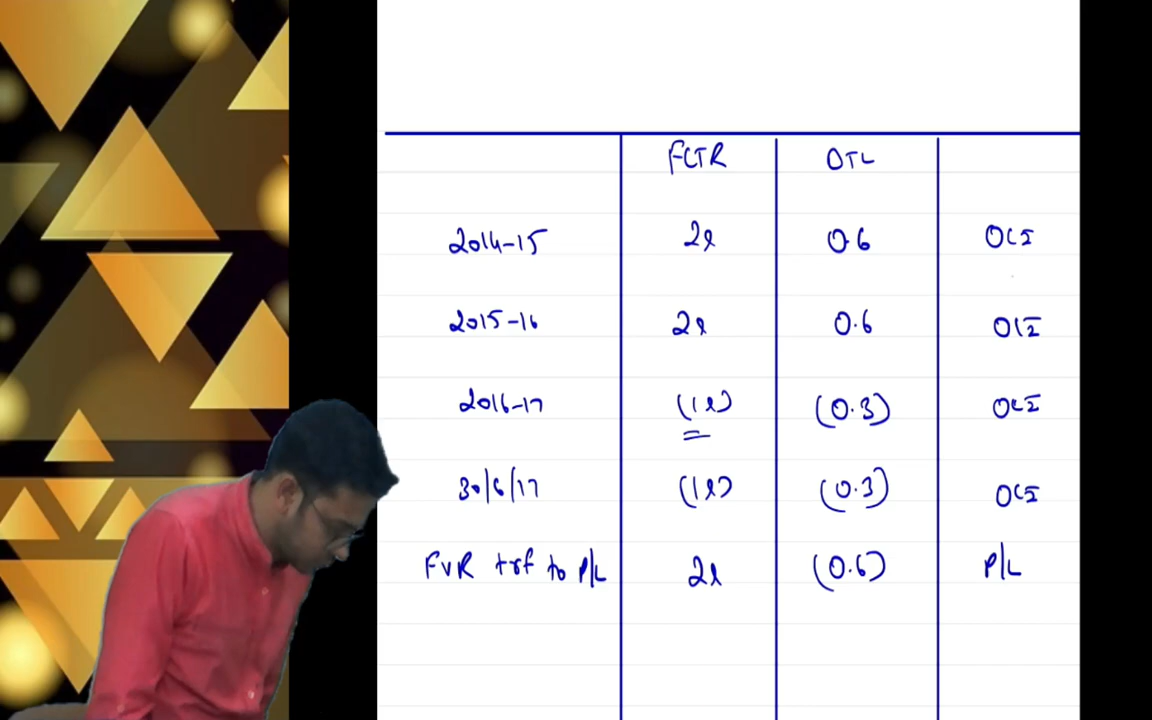 FCTR DTL
2014-15 2l 0.6 OCI
2015-16 2l 0.6 OCI
2016-17 (1l) (0.3) OCI
30/6/17 (1l) (0.3) OCI
FVR trf to P/L 2l (0.6) P/L